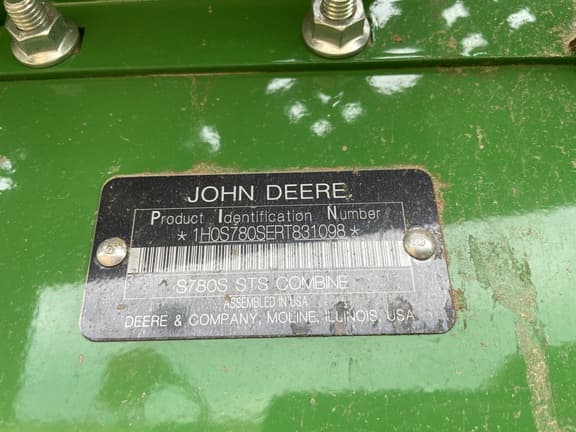 JOHN DEERE
Product Identification Number
*1H0S780SERT831098*
S780S STS COMBINE
ASSEMBLED IN USA
DEERE & COMPANY, MOLINE, ILLINOIS, USA